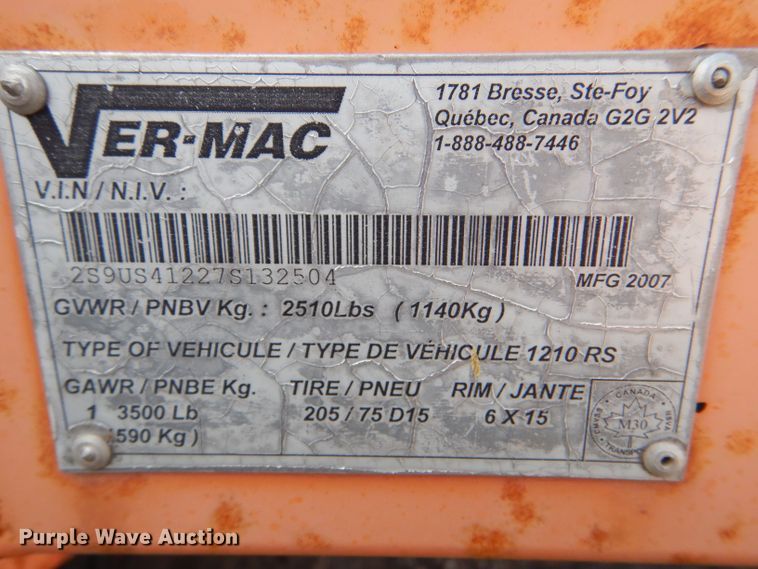 VER-MAC
1781 Bresse, Ste-Foy
Québec, Canada G2G 2V2
1-888-488-7446
V.I.N / N.I.V. :
2S9US41227S132504
MFG 2007
GVWR / PNBV Kg. : 2510Lbs ( 1140Kg )
TYPE OF VEHICULE / TYPE DE VÉHICULE 1210 RS
GAWR / PNBE Kg. TIRE / PNEU RIM / JANTE
1 3500 Lb 205 / 75 D15 6 X 15
590 Kg )
CANADA
M30
Purple Wave Auction